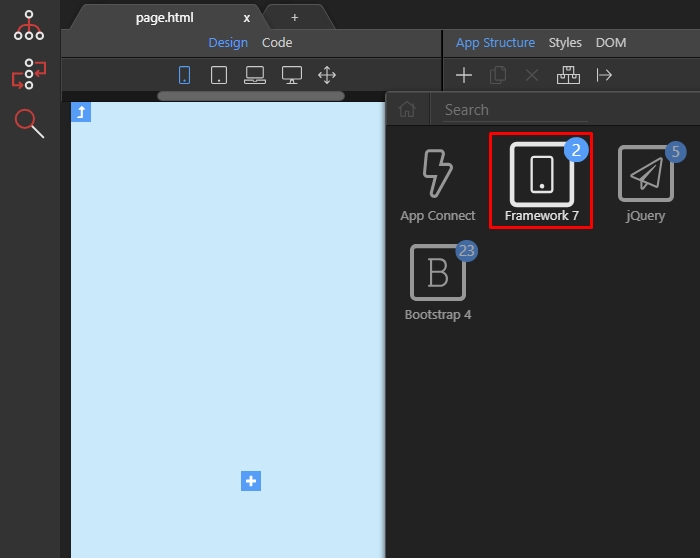 page.html x +
Design Code
App Structure Styles DOM
Search
App Connect
2
Framework 7
5
jQuery
23
B
Bootstrap 4